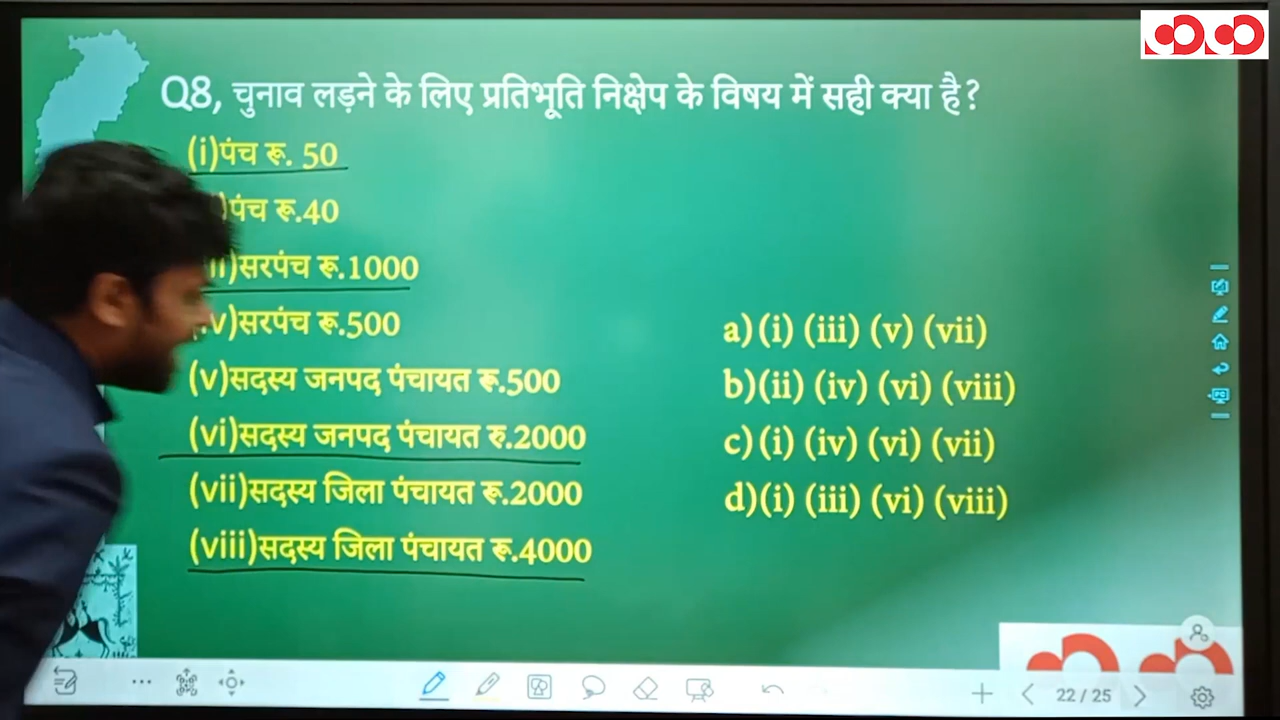 Q8, चुनाव लड़ने के लिए प्रतिभूति निक्षेप के विषय में सही क्या है?
(i)पंच रू. 50
)पंच रू.40
i)सरपंच रू.1000
v)सरपंच रू.500
(v)सदस्य जनपद पंचायत रू.500
(vi)सदस्य जनपद पंचायत रु.2000
(vii)सदस्य जिला पंचायत रू.2000
(viii)सदस्य जिला पंचायत रू.4000
a)(i) (iii) (v) (vii)
b)(ii) (iv) (vi) (viii)
c)(i) (iv) (vi) (vii)
d)(i) (iii) (vi) (viii)
22/25